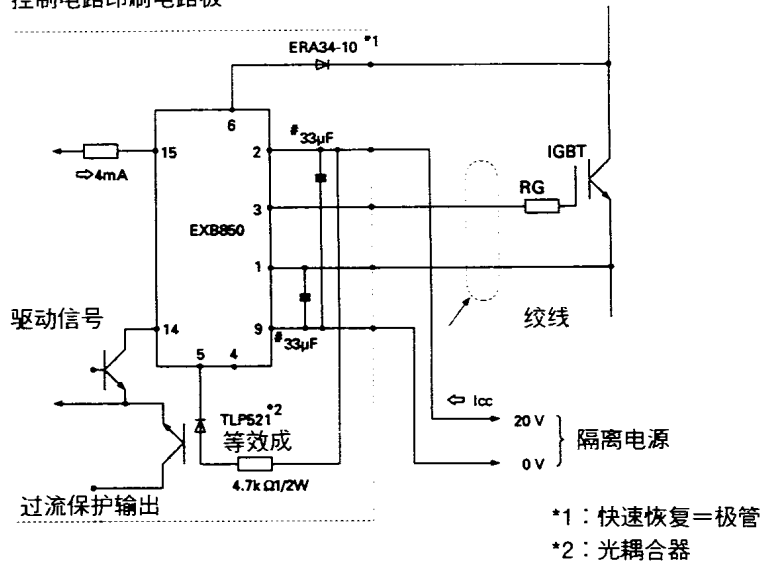 控制电路印刷电路板
ERA34-10 *1
6
15
⇨4mA
#33μF
2
IGBT
3
RG
EXB850
1
驱动信号
14
9
#33μF
绞线
5
4
⇦ Icc
TLP521*2
等效成
20 V
隔离电源
0 V
4.7k Ω1/2W
过流保护输出
*1：快速恢复＝极管
*2：光耦合器